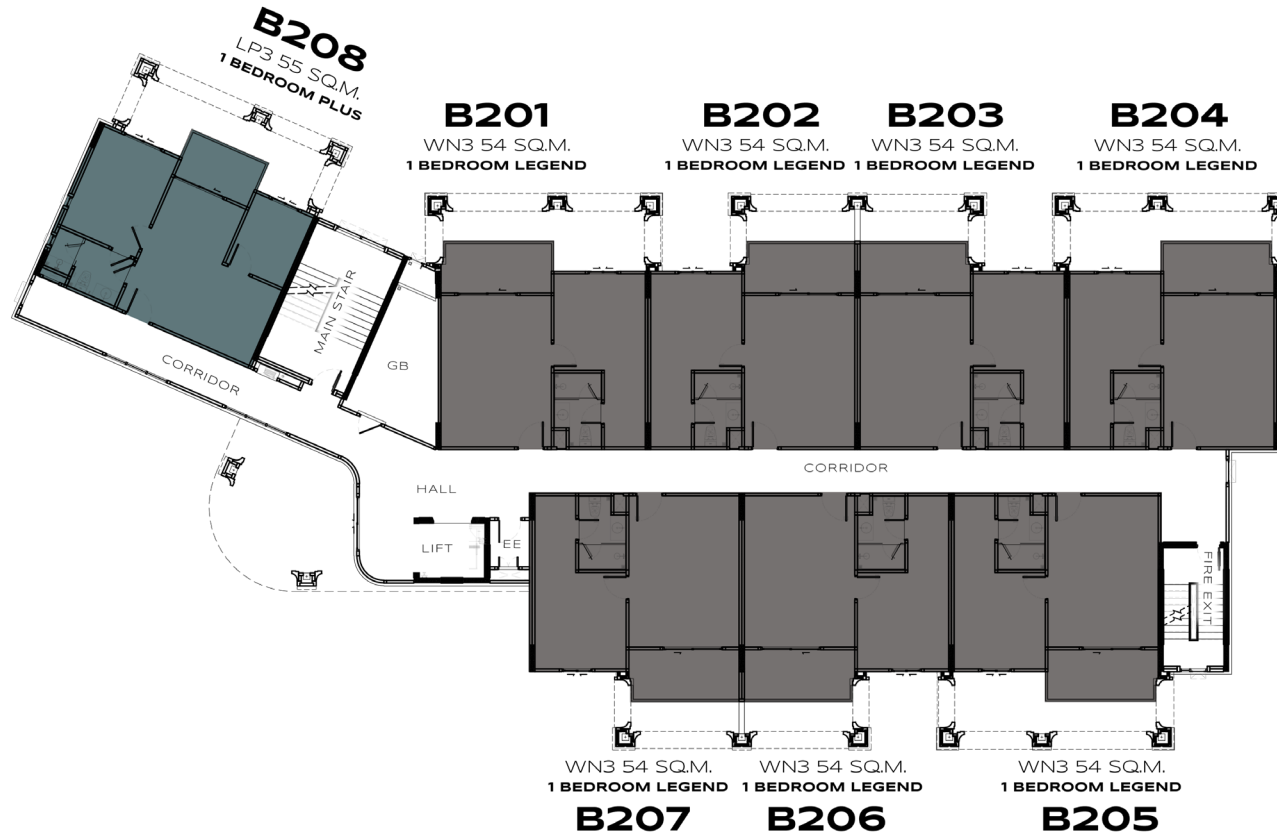 B208
LP3 55 SQ.M.
1 BEDROOM PLUS
B201
WN3 54 SQ.M.
1 BEDROOM LEGEND
B202
WN3 54 SQ.M.
1 BEDROOM LEGEND
B203
WN3 54 SQ.M.
1 BEDROOM LEGEND
B204
WN3 54 SQ.M.
1 BEDROOM LEGEND
MAIN STAIR
GB
CORRIDOR
CORRIDOR
HALL
LIFT
EE
FIRE EXIT
WN3 54 SQ.M.
1 BEDROOM LEGEND
B207
WN3 54 SQ.M.
1 BEDROOM LEGEND
B206
WN3 54 SQ.M.
1 BEDROOM LEGEND
B205